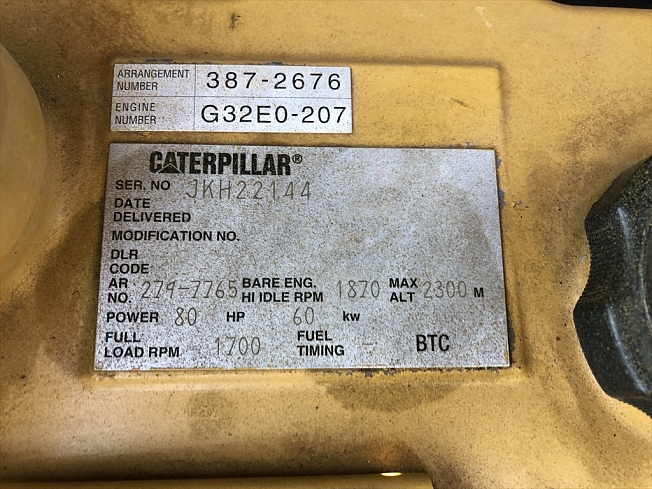 ARRANGEMENT NUMBER 387-2676
ENGINE NUMBER G32E0-207
CATERPILLAR®
SER. NO JKH22144
DATE
DELIVERED
MODIFICATION NO.
DLR
CODE
AR NO. 279-7765 BARE ENG. HI IDLE RPM 1870 MAX ALT 2300 M
POWER 80 HP 60 kw
FULL LOAD RPM 1700 FUEL TIMING - BTC